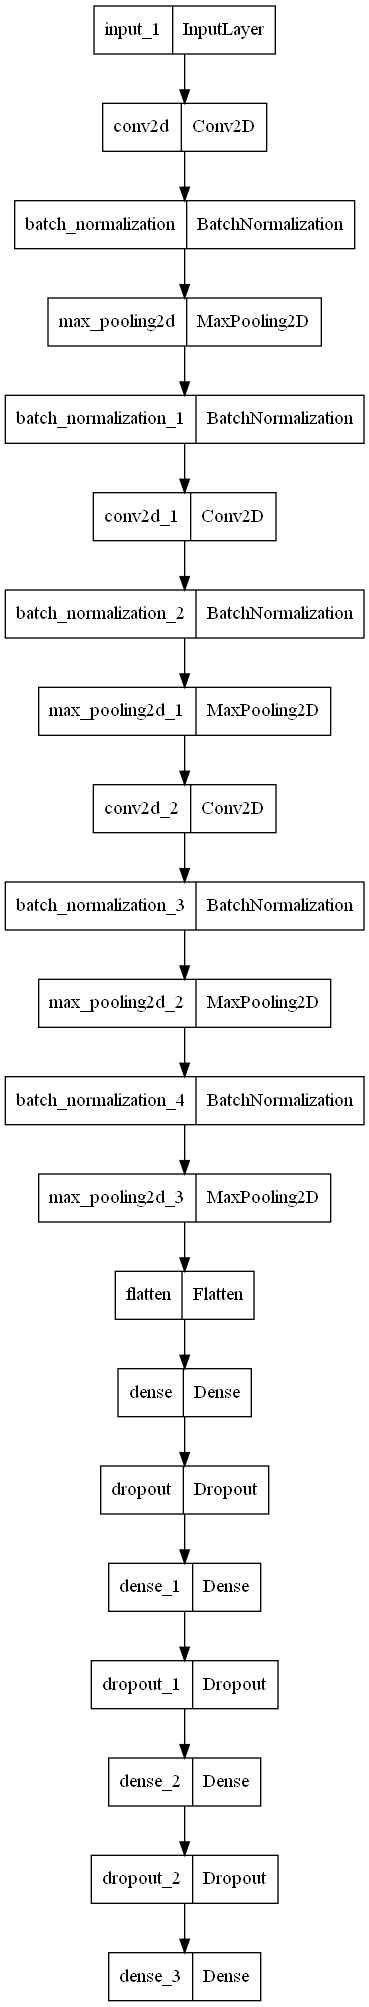 input_1 InputLayer
conv2d Conv2D
batch_normalization BatchNormalization
max_pooling2d MaxPooling2D
batch_normalization_1 BatchNormalization
conv2d_1 Conv2D
batch_normalization_2 BatchNormalization
max_pooling2d_1 MaxPooling2D
conv2d_2 Conv2D
batch_normalization_3 BatchNormalization
max_pooling2d_2 MaxPooling2D
batch_normalization_4 BatchNormalization
max_pooling2d_3 MaxPooling2D
flatten Flatten
dense Dense
dropout Dropout
dense_1 Dense
dropout_1 Dropout
dense_2 Dense
dropout_2 Dropout
dense_3 Dense